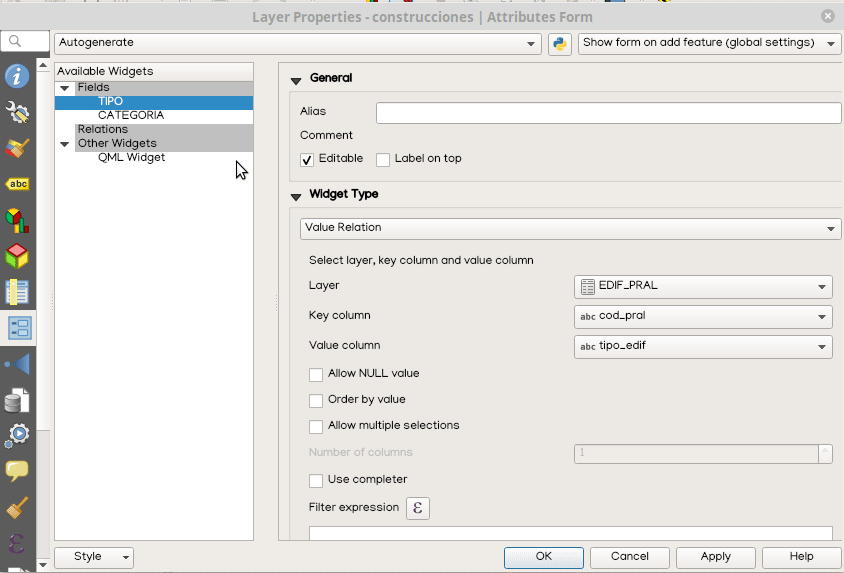 Layer Properties - construcciones | Attributes Form
Autogenerate
Show form on add feature (global settings)
Available Widgets
Fields
TIPO
CATEGORIA
Relations
Other Widgets
QML Widget
General
Alias
Comment
Editable
Label on top
Widget Type
Value Relation
Select layer, key column and value column
Layer
EDIF_PRAL
Key column
abc cod_pral
Value column
abc tipo_edif
Allow NULL value
Order by value
Allow multiple selections
Number of columns
1
Use completer
Filter expression
ε
abc
Style
OK
Cancel
Apply
Help